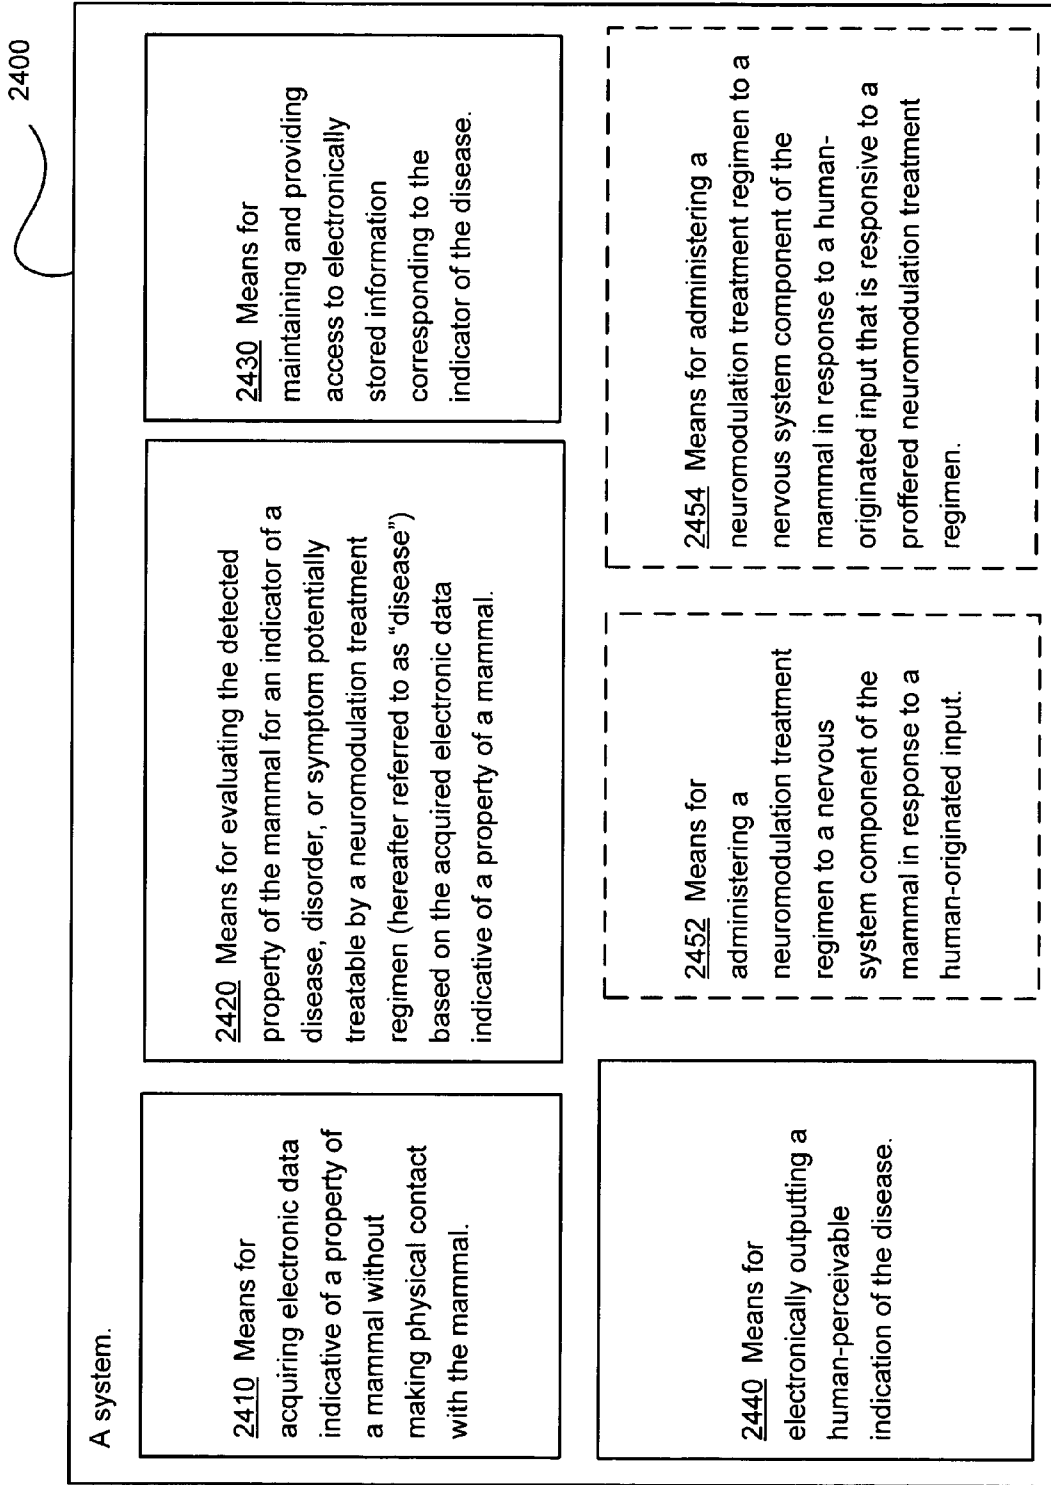 2400
A system.
2410 Means for
acquiring electronic data
indicative of a property of
a mammal without
making physical contact
with the mammal.
2420 Means for evaluating the detected
property of the mammal for an indicator of a
disease, disorder, or symptom potentially
treatable by a neuromodulation treatment
regimen (hereafter referred to as “disease”)
based on the acquired electronic data
indicative of a property of a mammal.
2430 Means for
maintaining and providing
access to electronically
stored information
corresponding to the
indicator of the disease.
2440 Means for
electronically outputting a
human-perceivable
indication of the disease.
2452 Means for
administering a
neuromodulation treatment
regimen to a nervous
system component of the
mammal in response to a
human-originated input.
2454 Means for administering a
neuromodulation treatment regimen to a
nervous system component of the
mammal in response to a human-
originated input that is responsive to a
proffered neuromodulation treatment
regimen.